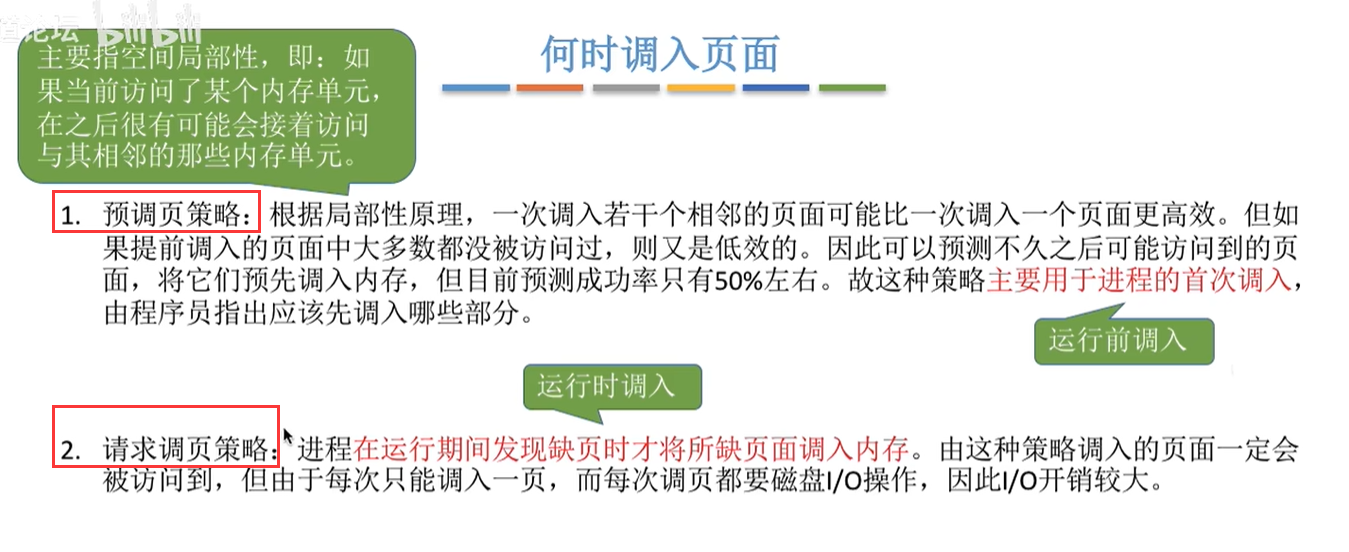 道论坛 bilibili
何时调入页面
主要指空间局部性，即：如
果当前访问了某个内存单元，
在之后很有可能会接着访问
与其相邻的那些内存单元。
1. 预调页策略：根据局部性原理，一次调入若干个相邻的页面可能比一次调入一个页面更高效。但如
果提前调入的页面中大多数都没被访问过，则又是低效的。因此可以预测不久之后可能访问到的页
面，将它们预先调入内存，但目前预测成功率只有50%左右。故这种策略主要用于进程的首次调入，
由程序员指出应该先调入哪些部分。
运行前调入
运行时调入
2. 请求调页策略：进程在运行期间发现缺页时才将所缺页面调入内存。由这种策略调入的页面一定会
被访问到，但由于每次只能调入一页，而每次调页都要磁盘I/O操作，因此I/O开销较大。